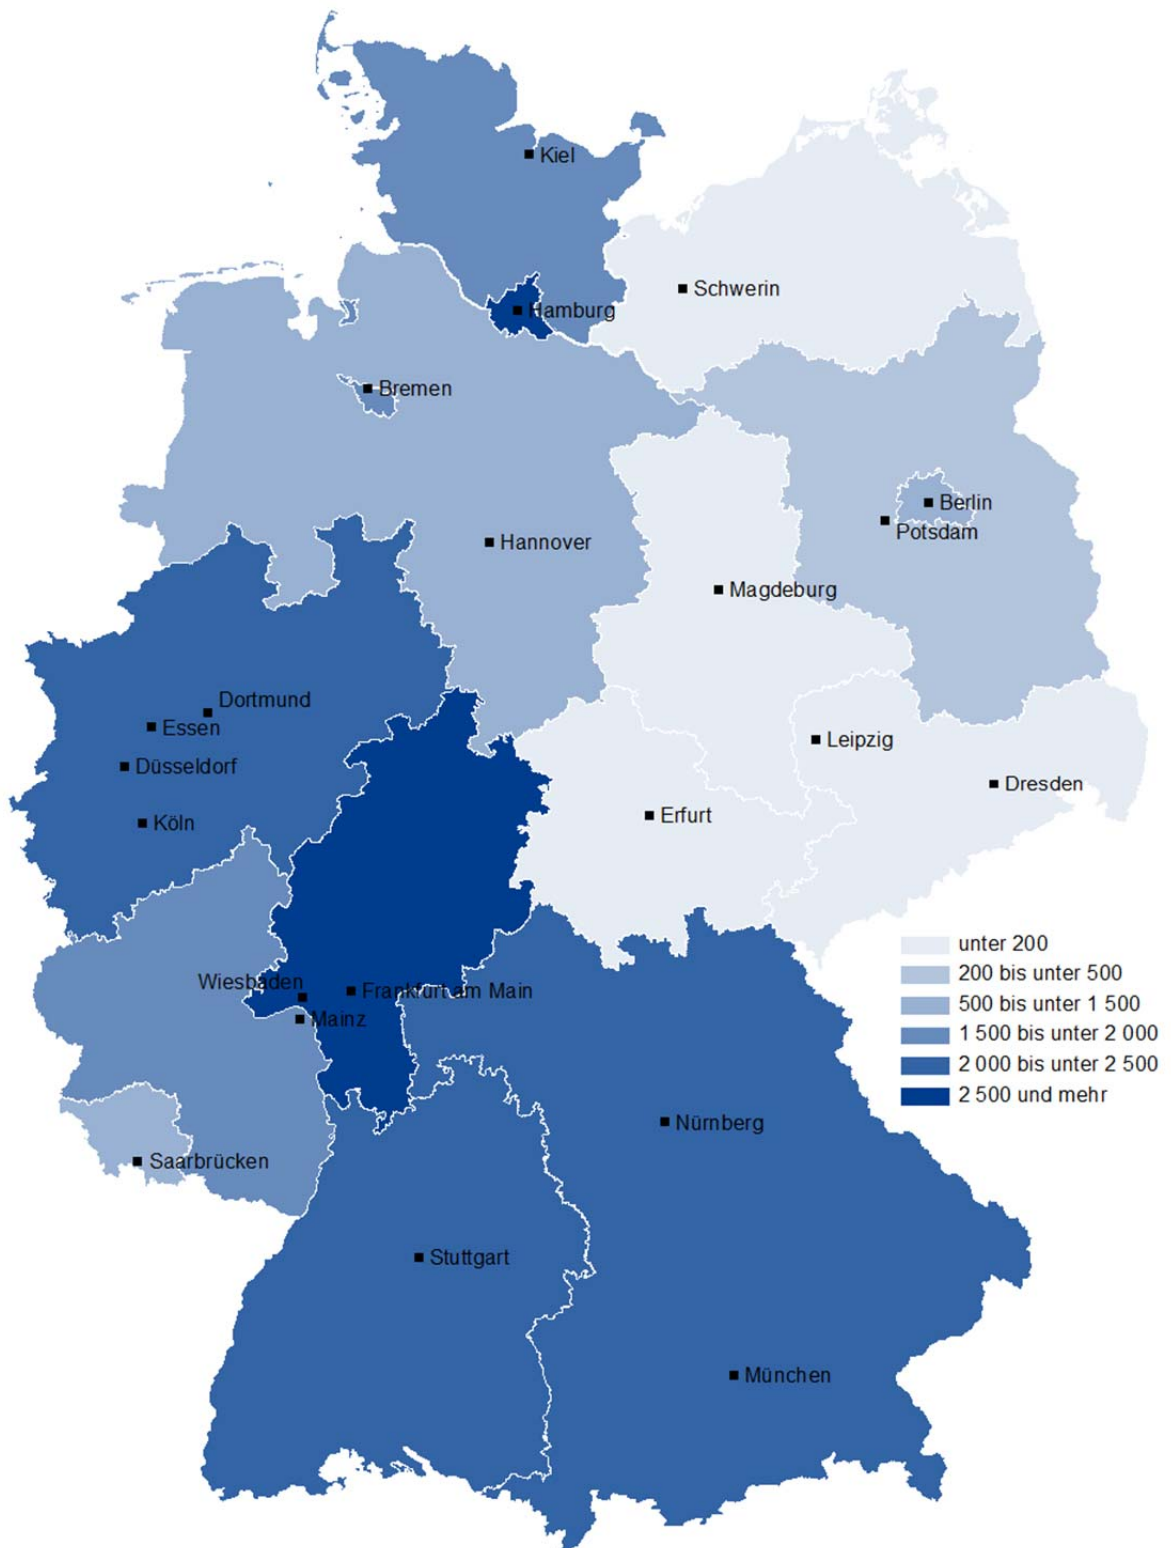 Kiel
Schwerin
Hamburg
Bremen
Berlin
Potsdam
Hannover
Magdeburg
Dortmund
Essen
Leipzig
Düsseldorf
Dresden
Köln
Erfurt
Wiesbaden
Frankfurt am Main
Mainz
Nürnberg
Saarbrücken
Stuttgart
München
unter 200
200 bis unter 500
500 bis unter 1 500
1 500 bis unter 2 000
2 000 bis unter 2 500
2 500 und mehr